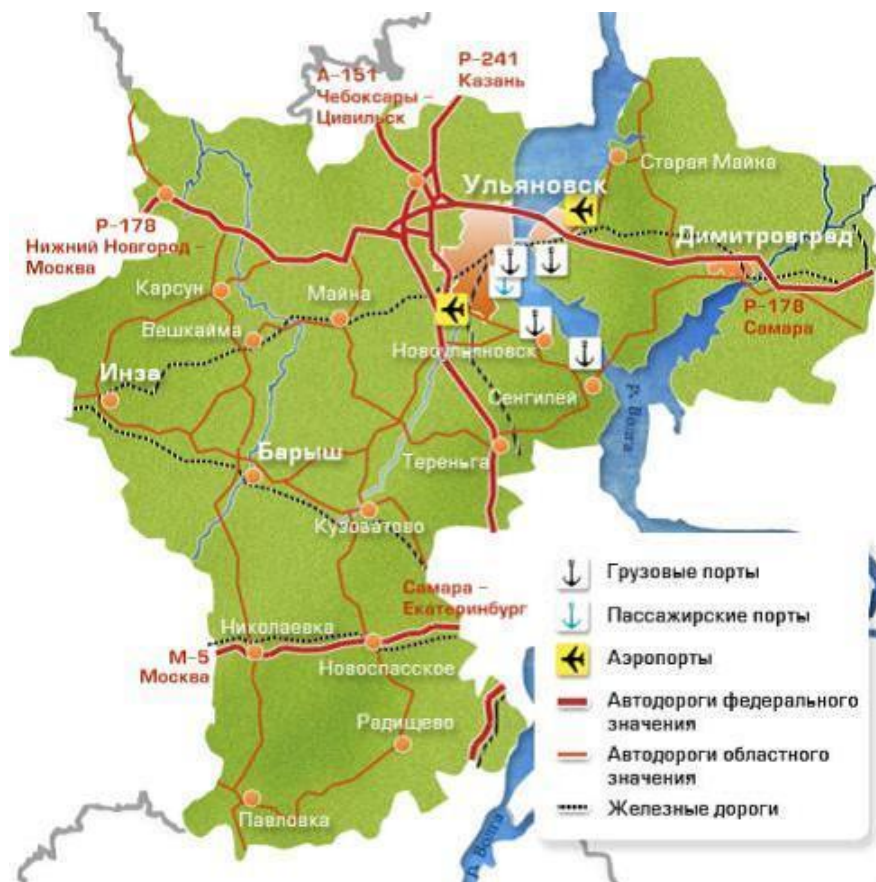 Р-241
Казань
А-151
Чебоксары –
Цивильск
Старая Майна
Ульяновск
Р-178
Нижний Новгород –
Москва
Димитровград
Карсун
Майна
Р-178
Самара
Вешкайма
Новоульяновск
Инза
Сенгилей
р. Волга
Барыш
Тереньга
Кузоватово
Самара –
Екатеринбург
Николаевка
М-5
Москва
Новоспасское
Радищево
Павловка
р. Волга
Грузовые порты
Пассажирские порты
Аэропорты
Автодороги федерального
значения
Автодороги областного
значения
Железные дороги